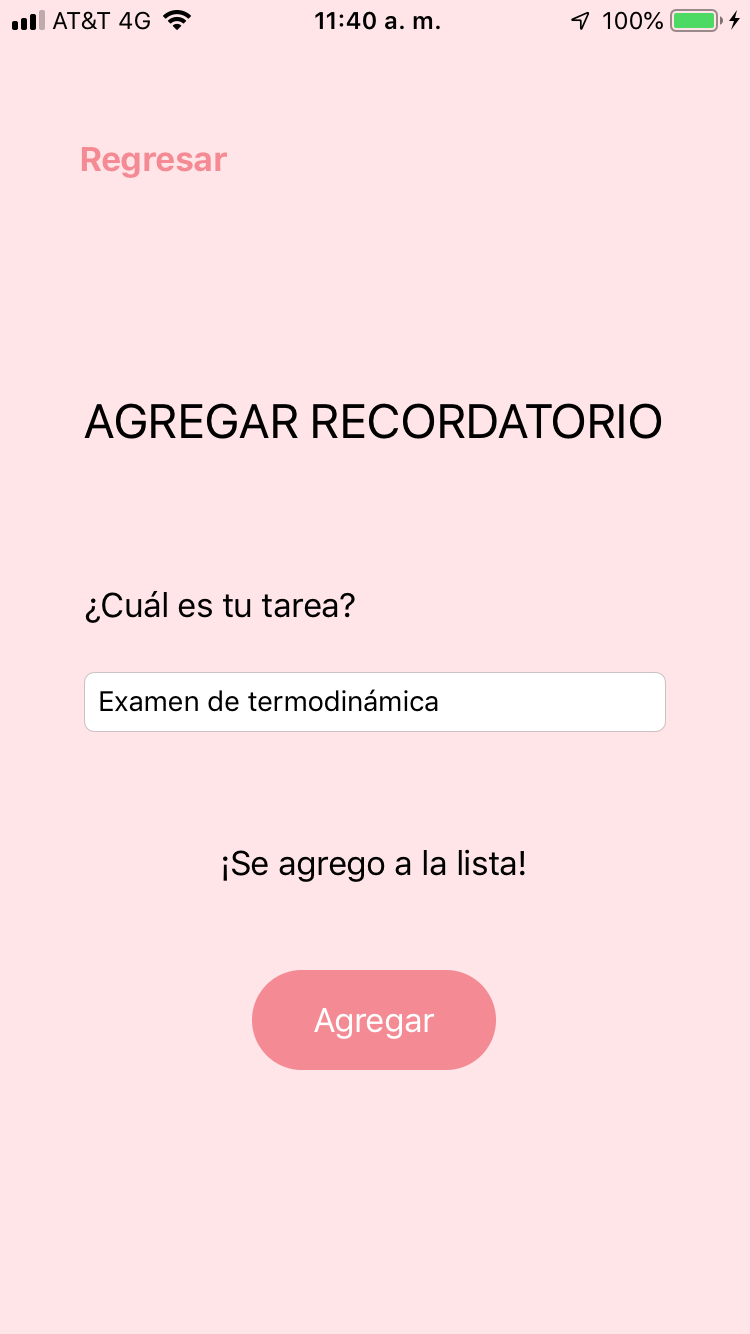 AT&T 4G 11:40 a. m. 100%
Regresar
AGREGAR RECORDATORIO
¿Cuál es tu tarea?
Examen de termodinámica
¡Se agrego a la lista!
Agregar